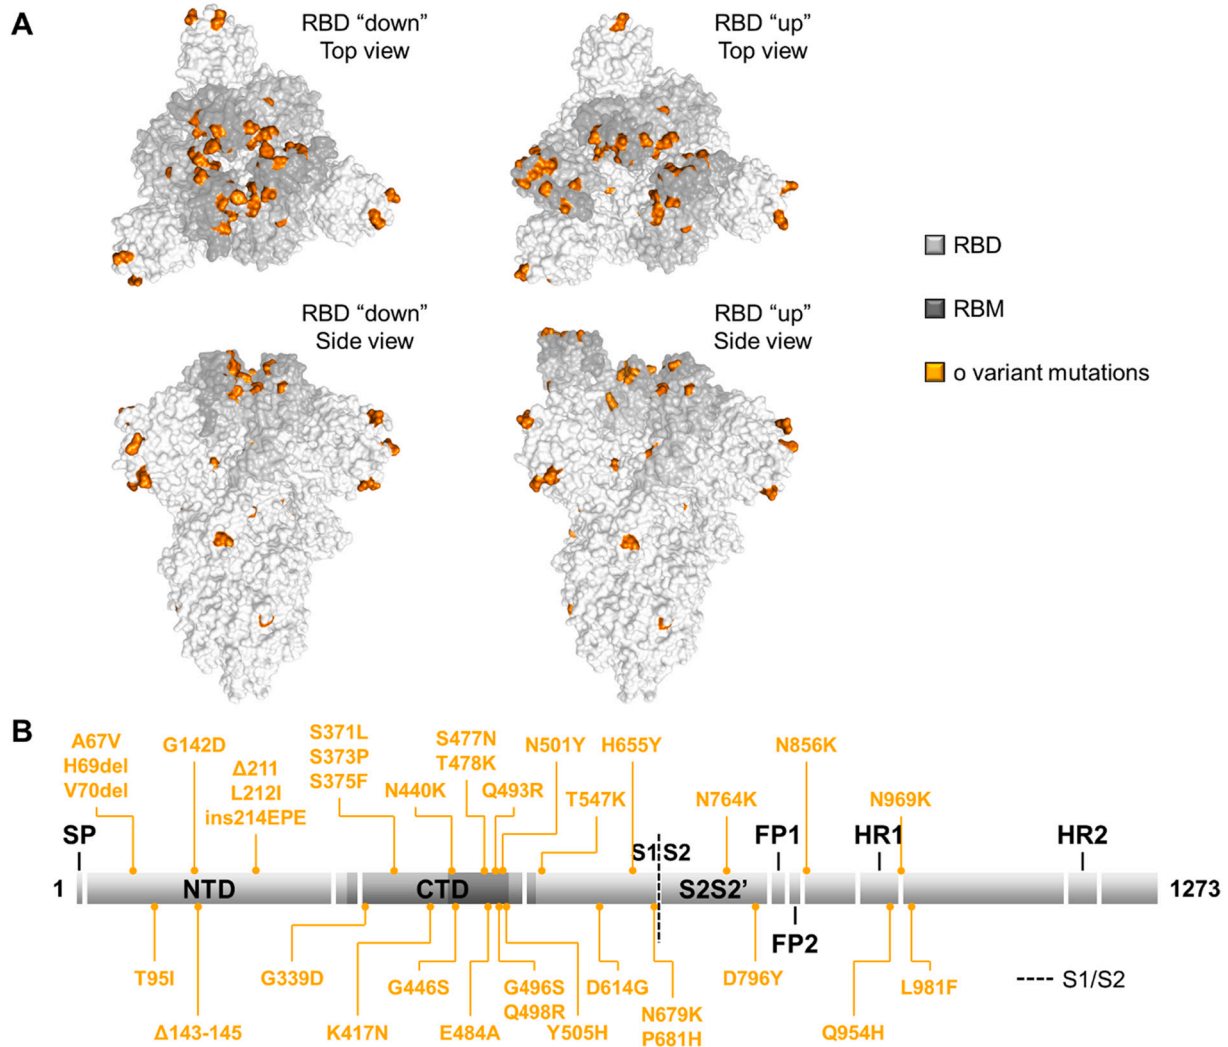 A
RBD “down”
Top view
RBD “up”
Top view
RBD
RBM
o variant mutations
RBD “down”
Side view
RBD “up”
Side view
B
A67V
H69del
V70del
G142D
Δ211
L212I
ins214EPE
S371L
S373P
S375F
N440K
S477N
T478K
Q493R
N501Y
T547K
H655Y
N764K
N856K
N969K
SP
S1
S2
FP1
HR1
HR2
1
NTD
CTD
S2S2’
1273
FP2
T95I
Δ143-145
G339D
K417N
G446S
E484A
G496S
Q498R
Y505H
D614G
N679K
P681H
D796Y
Q954H
L981F
S1/S2